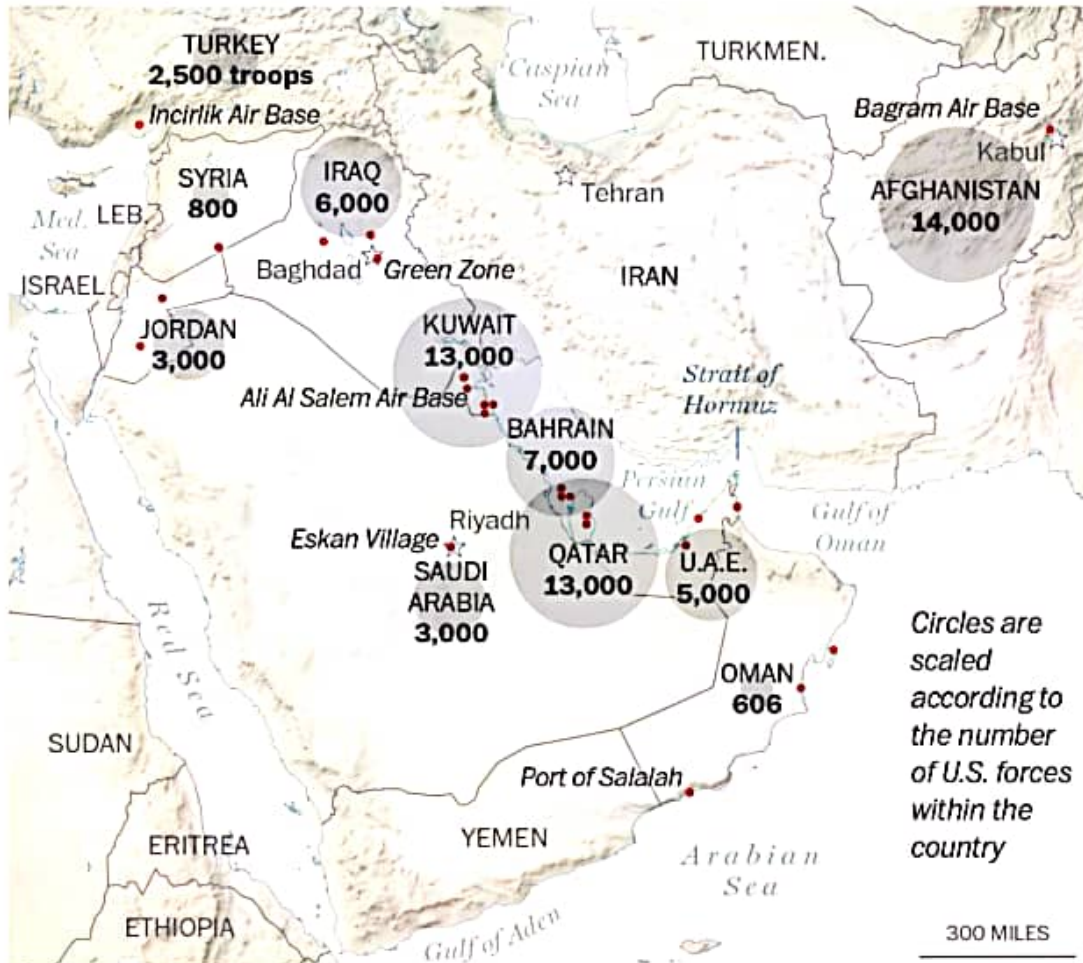 TURKEY
2,500 troops
Incirlik Air Base
Caspian
Sea
TURKMEN.
Bagram Air Base
Kabul
AFGHANISTAN
14,000
SYRIA
800
IRAQ
6,000
Tehran
LEB.
Med.
Sea
ISRAEL
Baghdad
Green Zone
IRAN
JORDAN
3,000
KUWAIT
13,000
Ali Al Salem Air Base
Strait of
Hormuz
BAHRAIN
7,000
Persian
Gulf
Gulf of
Oman
Riyadh
Eskan Village
SAUDI
ARABIA
3,000
QATAR
13,000
U.A.E.
5,000
Red Sea
OMAN
606
Circles are
scaled
according to
the number
of U.S. forces
within the
country
SUDAN
Port of Salalah
YEMEN
ERITREA
Arabian
Sea
ETHIOPIA
Gulf of Aden
300 MILES